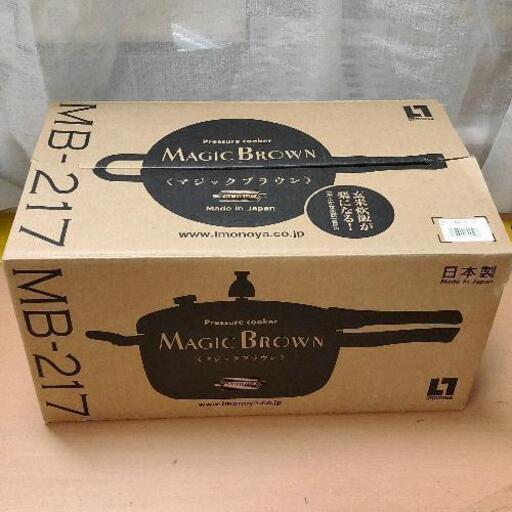 MB-217
Pressure cooker
MAGIC BROWN
〈マジックブラウン〉
Made in Japan
www.imonoya.co.jp
玄米炊飯が
楽になる!
imonoya
MB-217
Pressure cooker
MAGIC BROWN
〈マジックブラウン〉
www.imonoya.co.jp
日本製
Made in Japan
imonoya